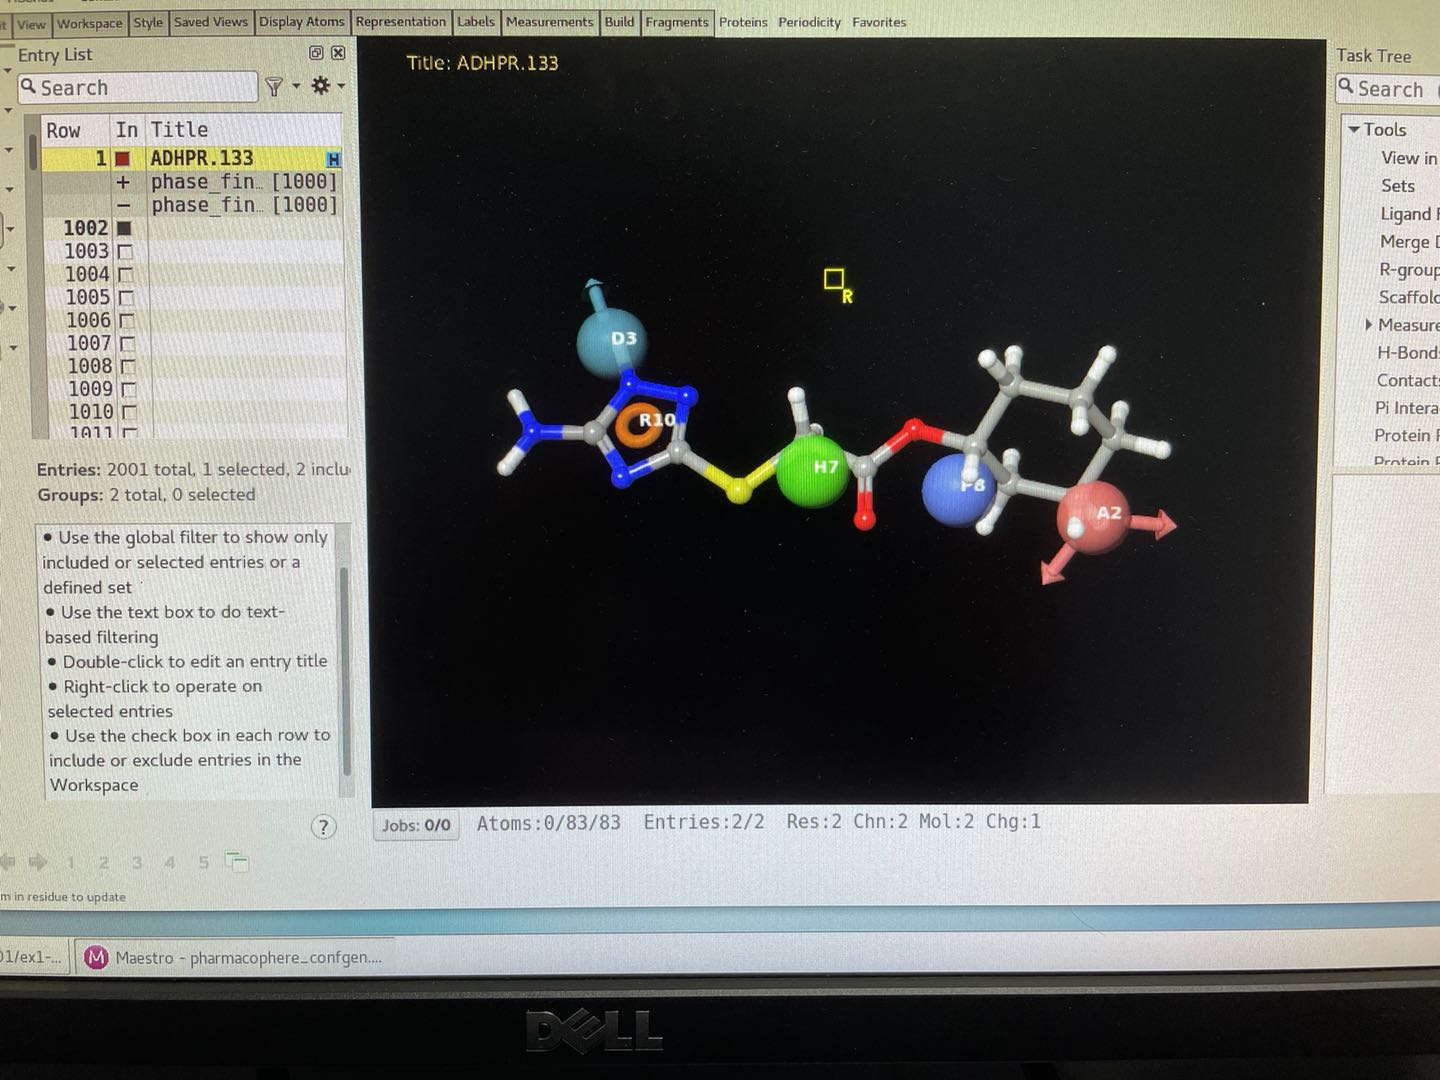 View Workspace Style Saved Views Display Atoms Representation Labels Measurements Build Fragments Proteins Periodicity Favorites
Entry List
Search
Row In Title
1 ADHPR.133 H
+ phase_fin… [1000]
− phase_fin… [1000]
1002
1003
1004
1005
1006
1007
1008
1009
1010
1011
Entries: 2001 total, 1 selected, 2 inclu
Groups: 2 total, 0 selected
• Use the global filter to show only
included or selected entries or a
defined set
• Use the text box to do text-
based filtering
• Double-click to edit an entry title
• Right-click to operate on
selected entries
• Use the check box in each row to
include or exclude entries in the
Workspace
?
Title: ADHPR.133
R
D3
R10
H7
A2
Task Tree
Search
Tools
View in
Sets
Ligand
Merge
R-group
Scaffold
Measure
H-Bond
Contact
Pi Intera
Protein
Protein
Jobs: 0/0 Atoms:0/83/83 Entries:2/2 Res:2 Chn:2 Mol:2 Chg:1
1 2 3 4 5
m in residue to update
01/ex1-...
M Maestro - pharmacophere_confgen....
DELL